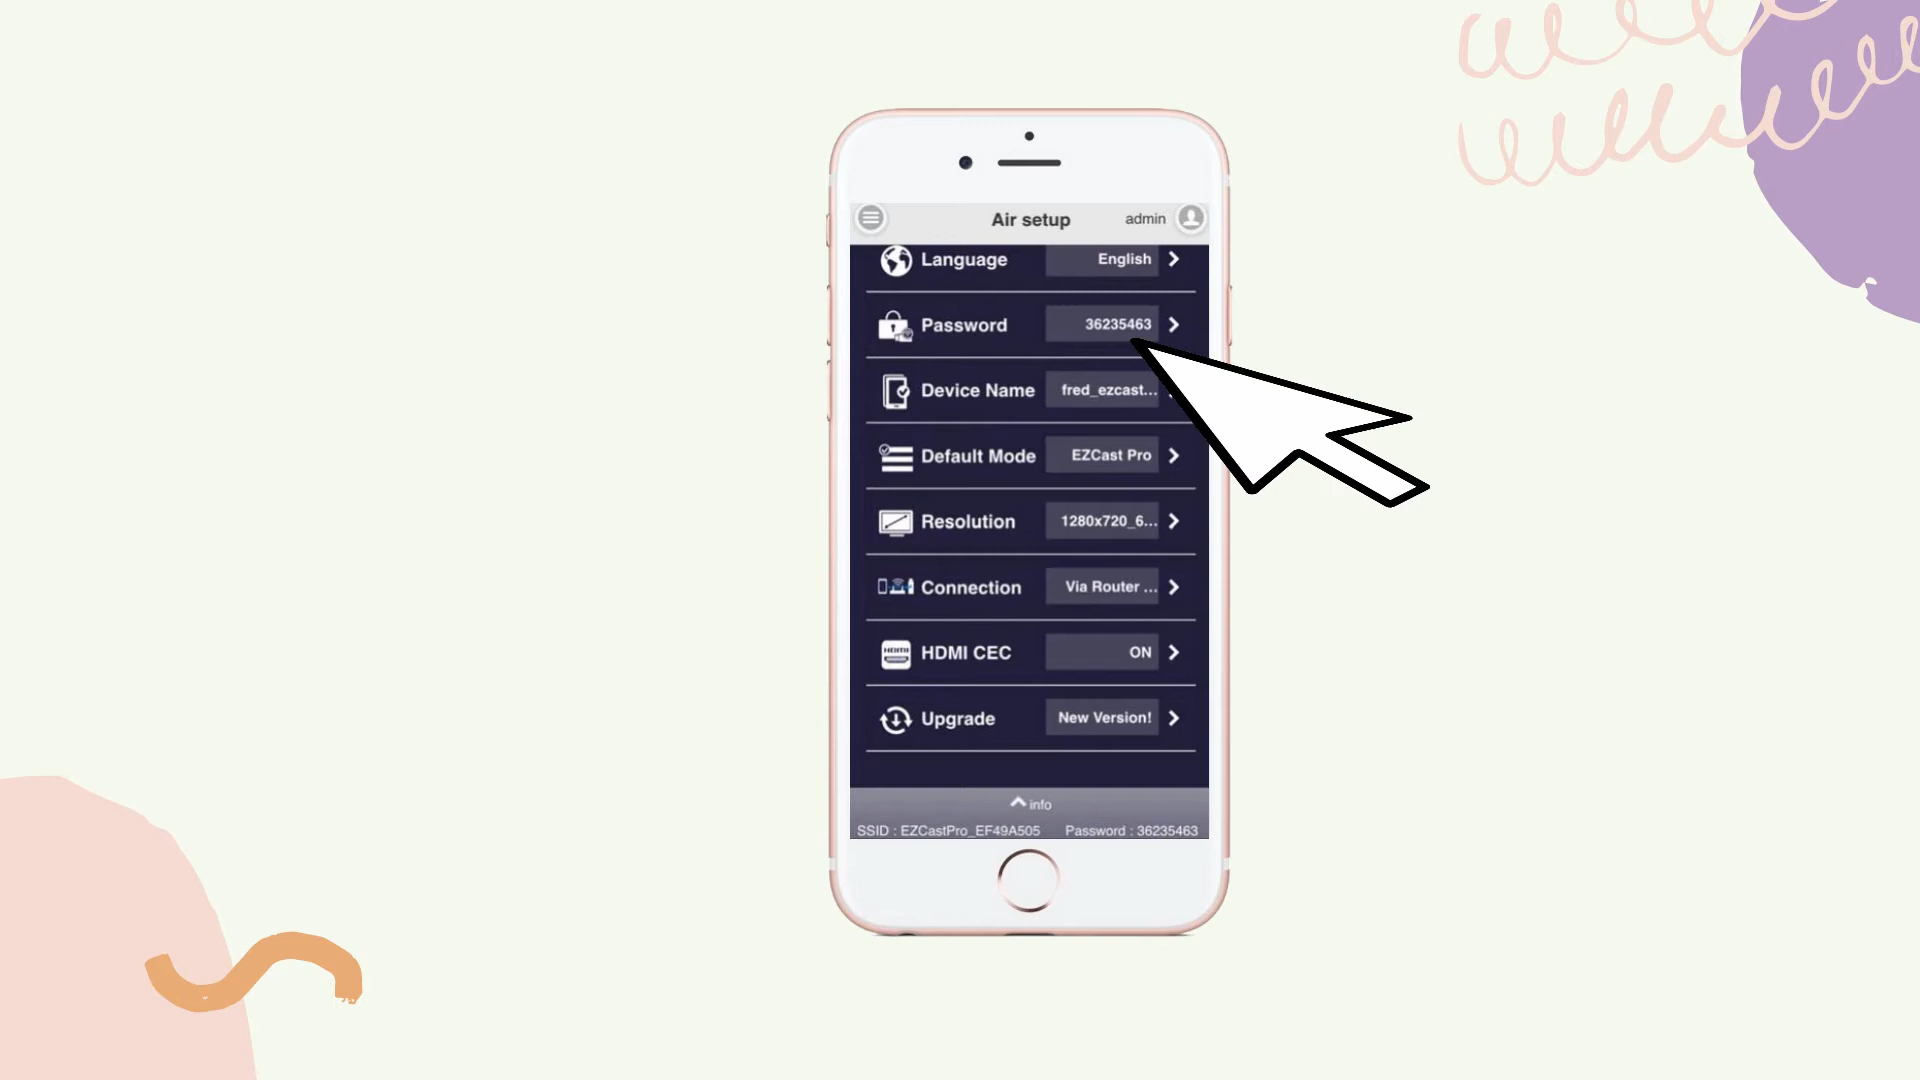 Air setup admin
Language English
Password 36235463
Device Name fred_ezcast...
Default Mode EZCast Pro
Resolution 1280x720_6...
Connection Via Router ...
HDMI
HDMI CEC ON
Upgrade New Version!
info
SSID : EZCastPro_EF49A505 Password : 36235463